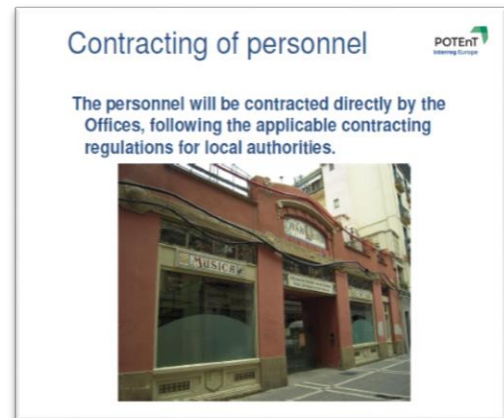 Contracting of personnel
POTEnT
Interreg Europe
The personnel will be contracted directly by the
Offices, following the applicable contracting
regulations for local authorities.
MUSICA